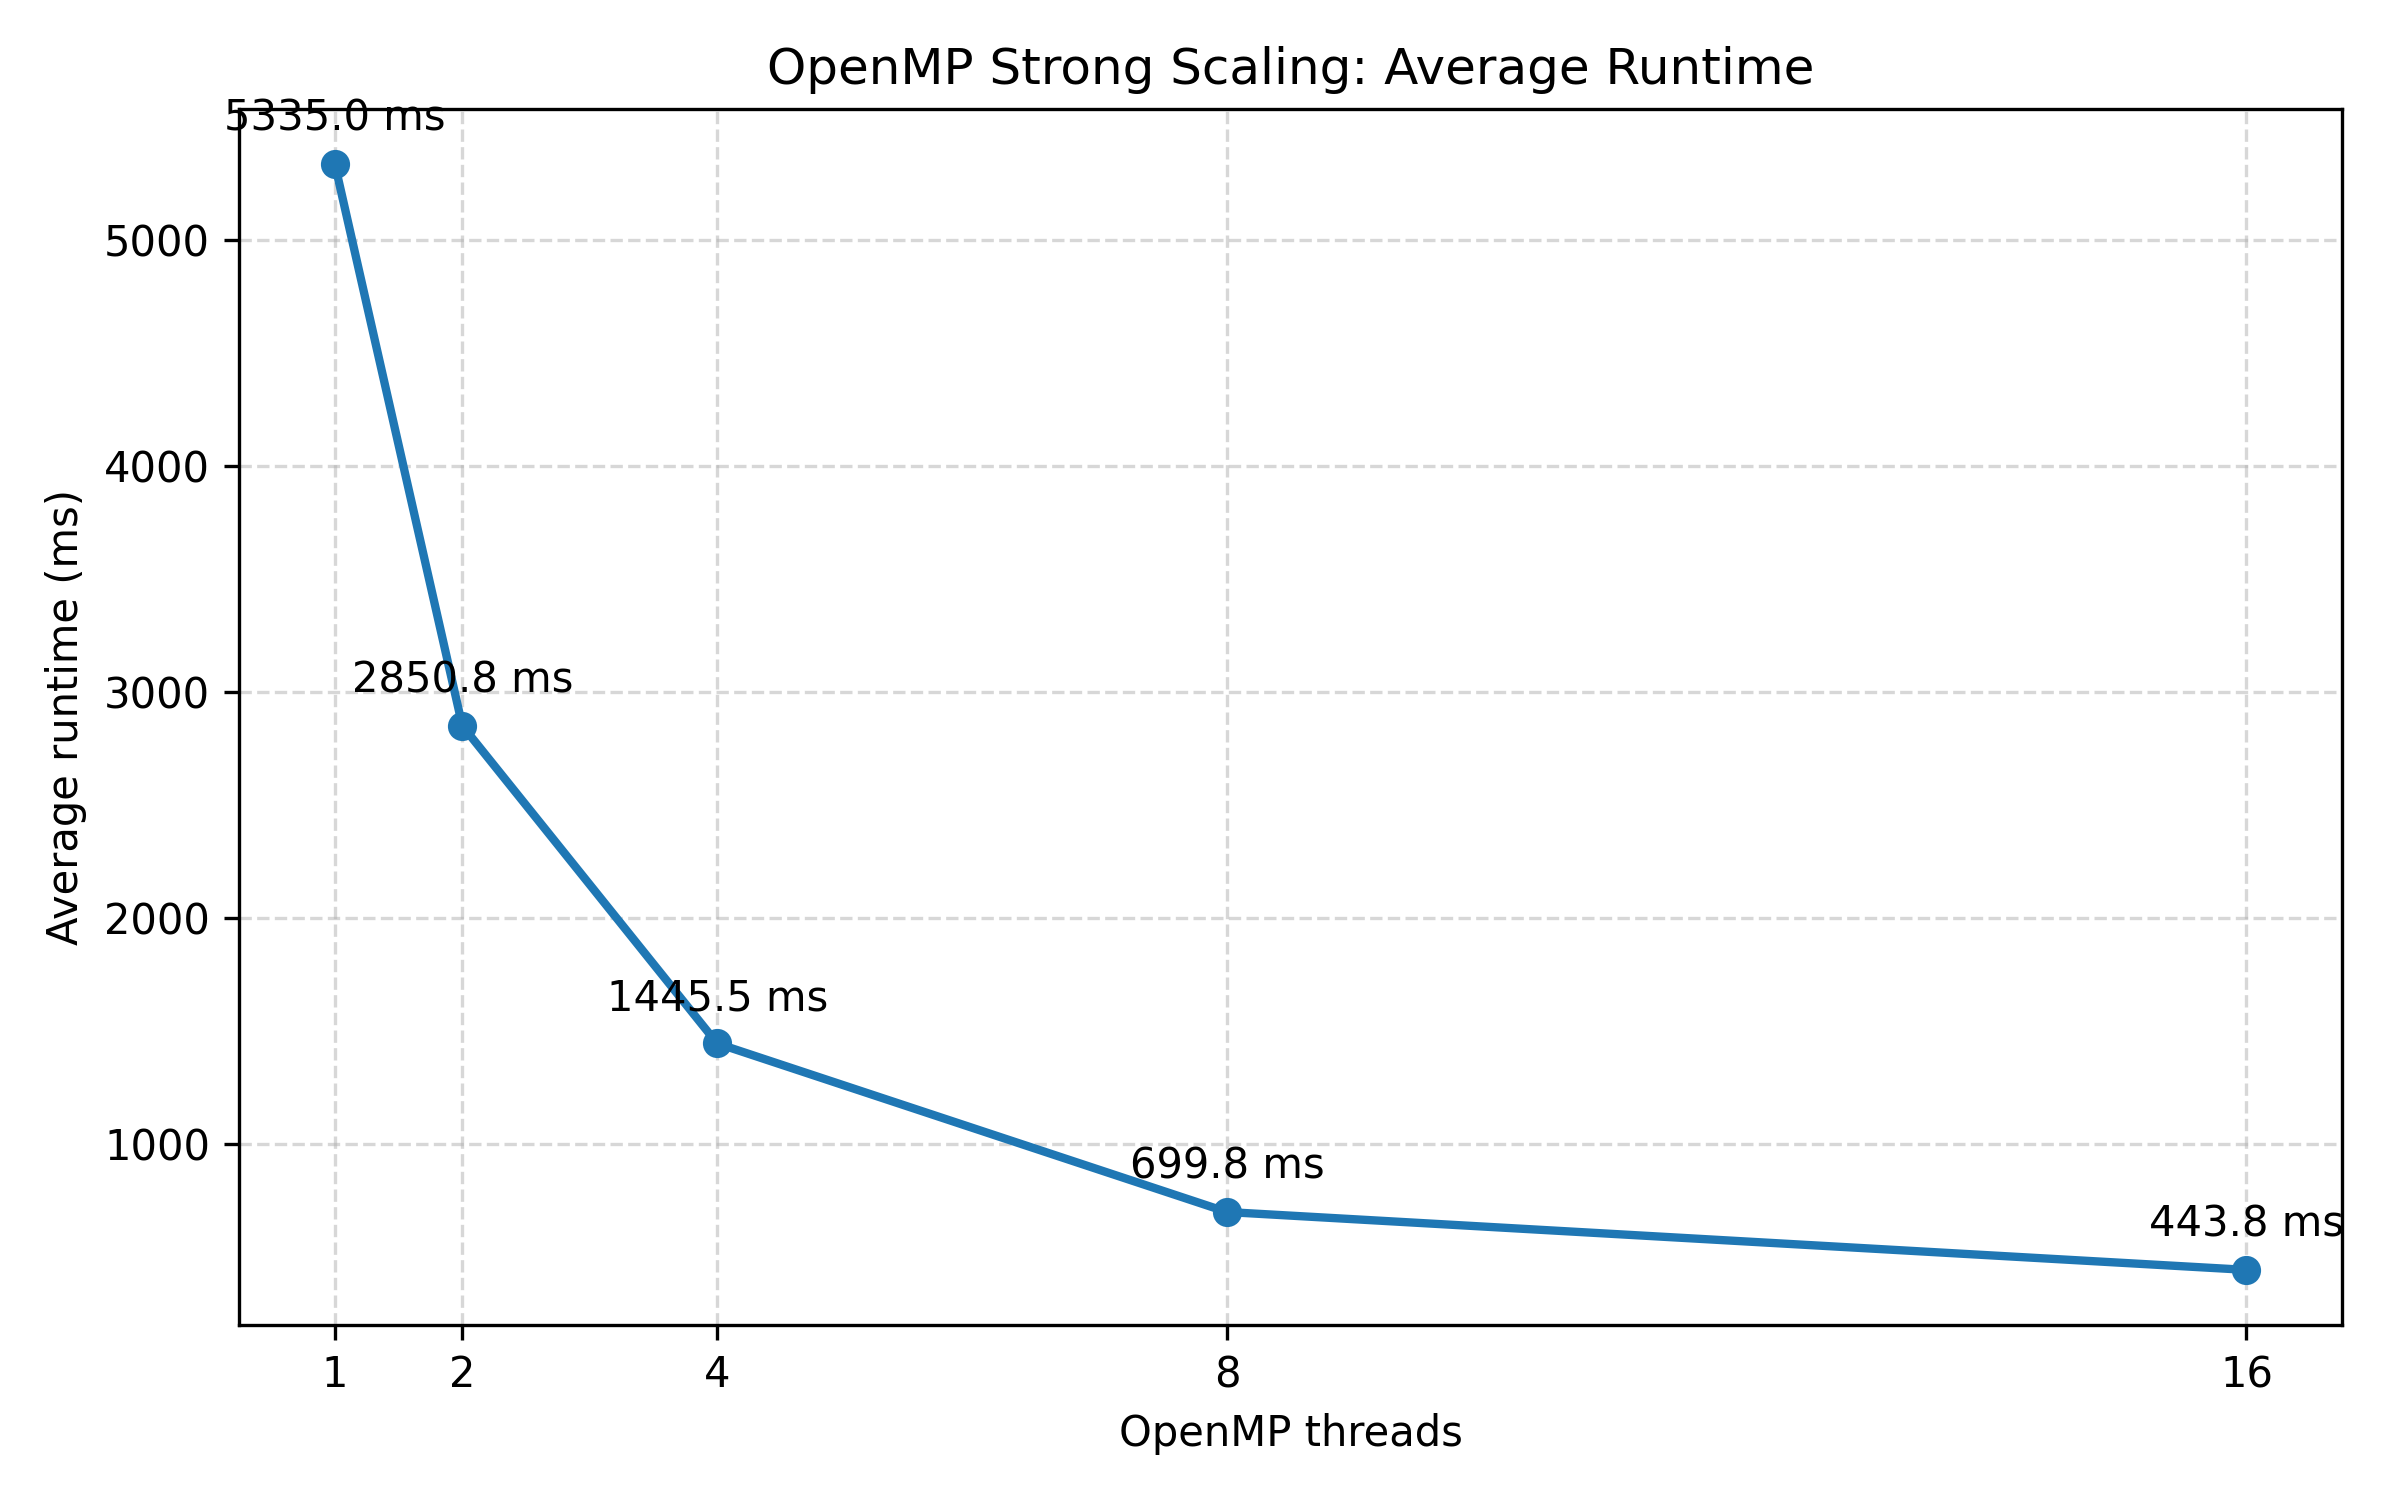 OpenMP Strong Scaling: Average Runtime
5335.0 ms
5000
4000
3000
2000
1000
Average runtime (ms)
2850.8 ms
1445.5 ms
699.8 ms
443.8 ms
1
2
4
8
16
OpenMP threads